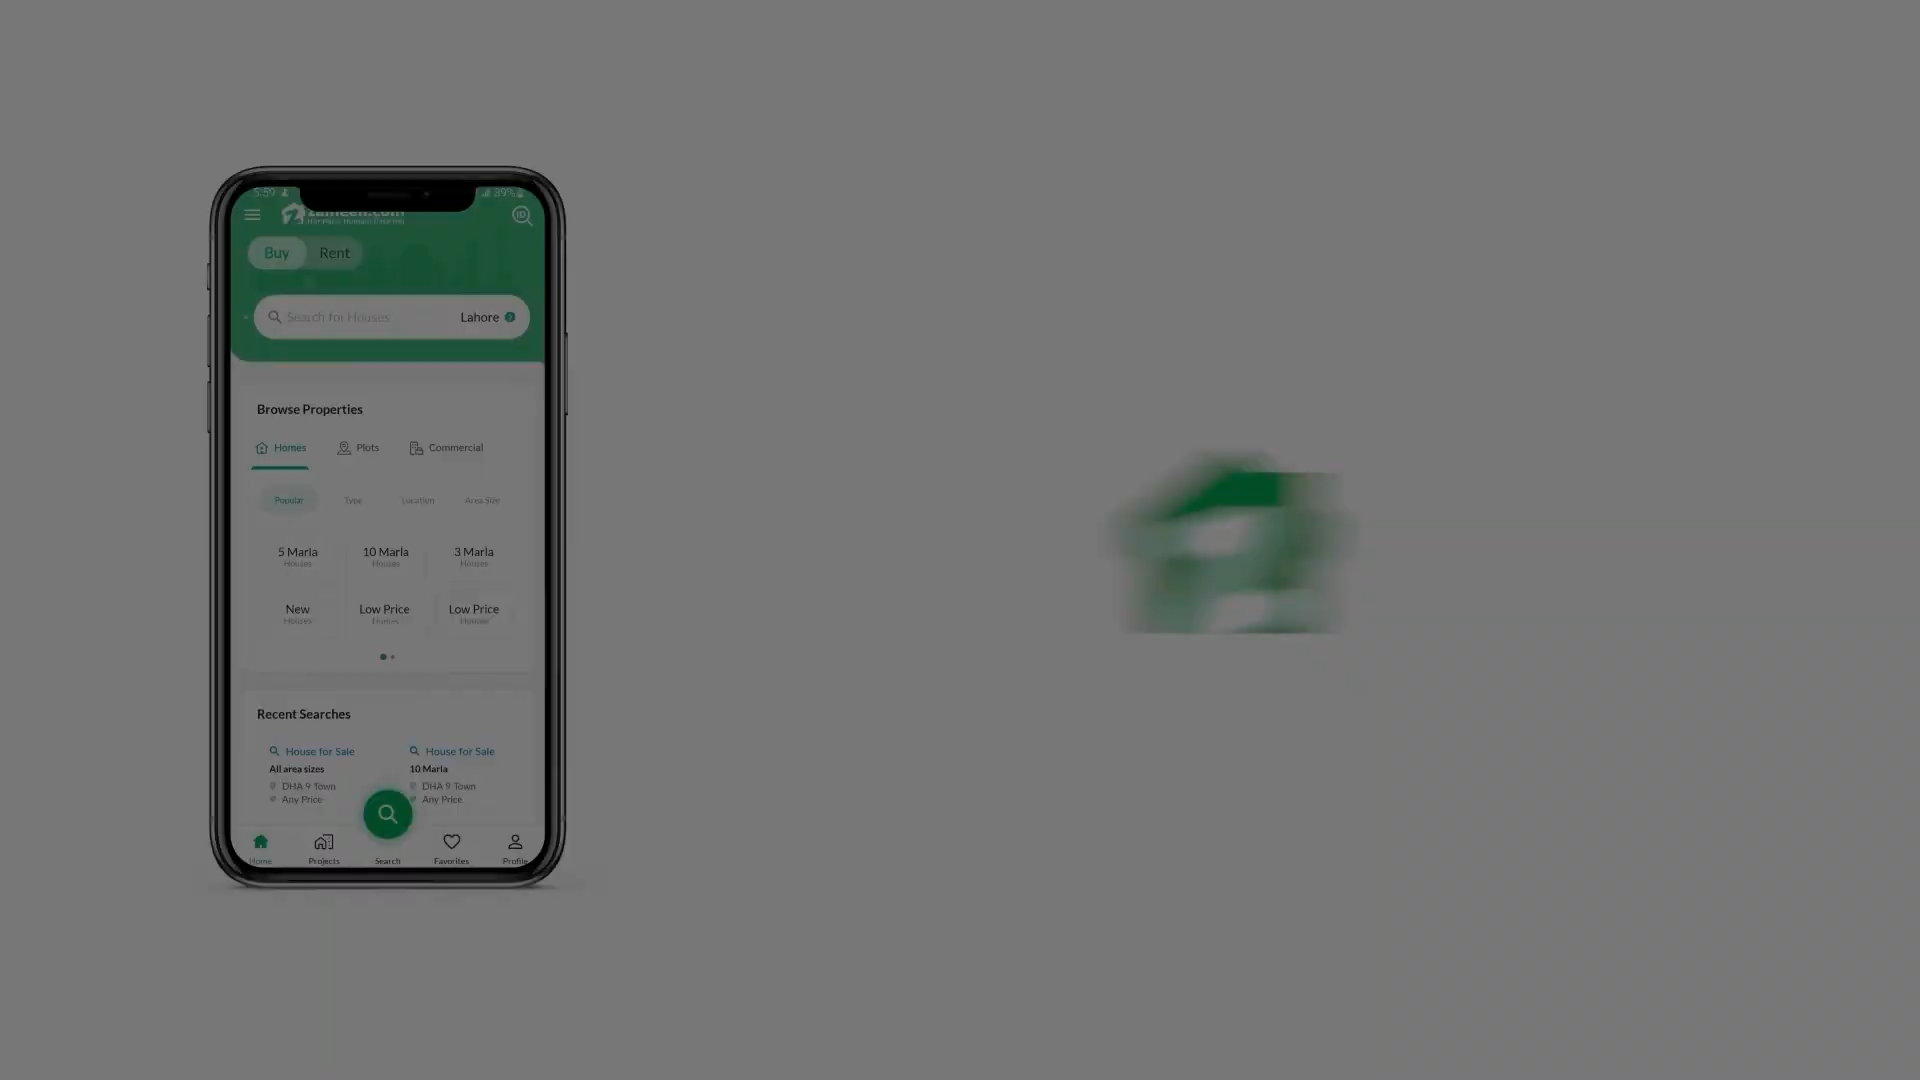 5:59 89%
zameen.com
Buy Rent
Search for Houses... Lahore
Browse Properties
Homes Plots Commercial
Popular Type Location Area Size
5 Marla 10 Marla 3 Marla
Houses Houses Houses
New Low Price Low Price
Houses Homes Houses
Recent Searches
House for Sale House for Sale
All area sizes 10 Marla
DHA 9 Town DHA 9 Town
Any Price Any Price
Home Projects Search Favorites Profile